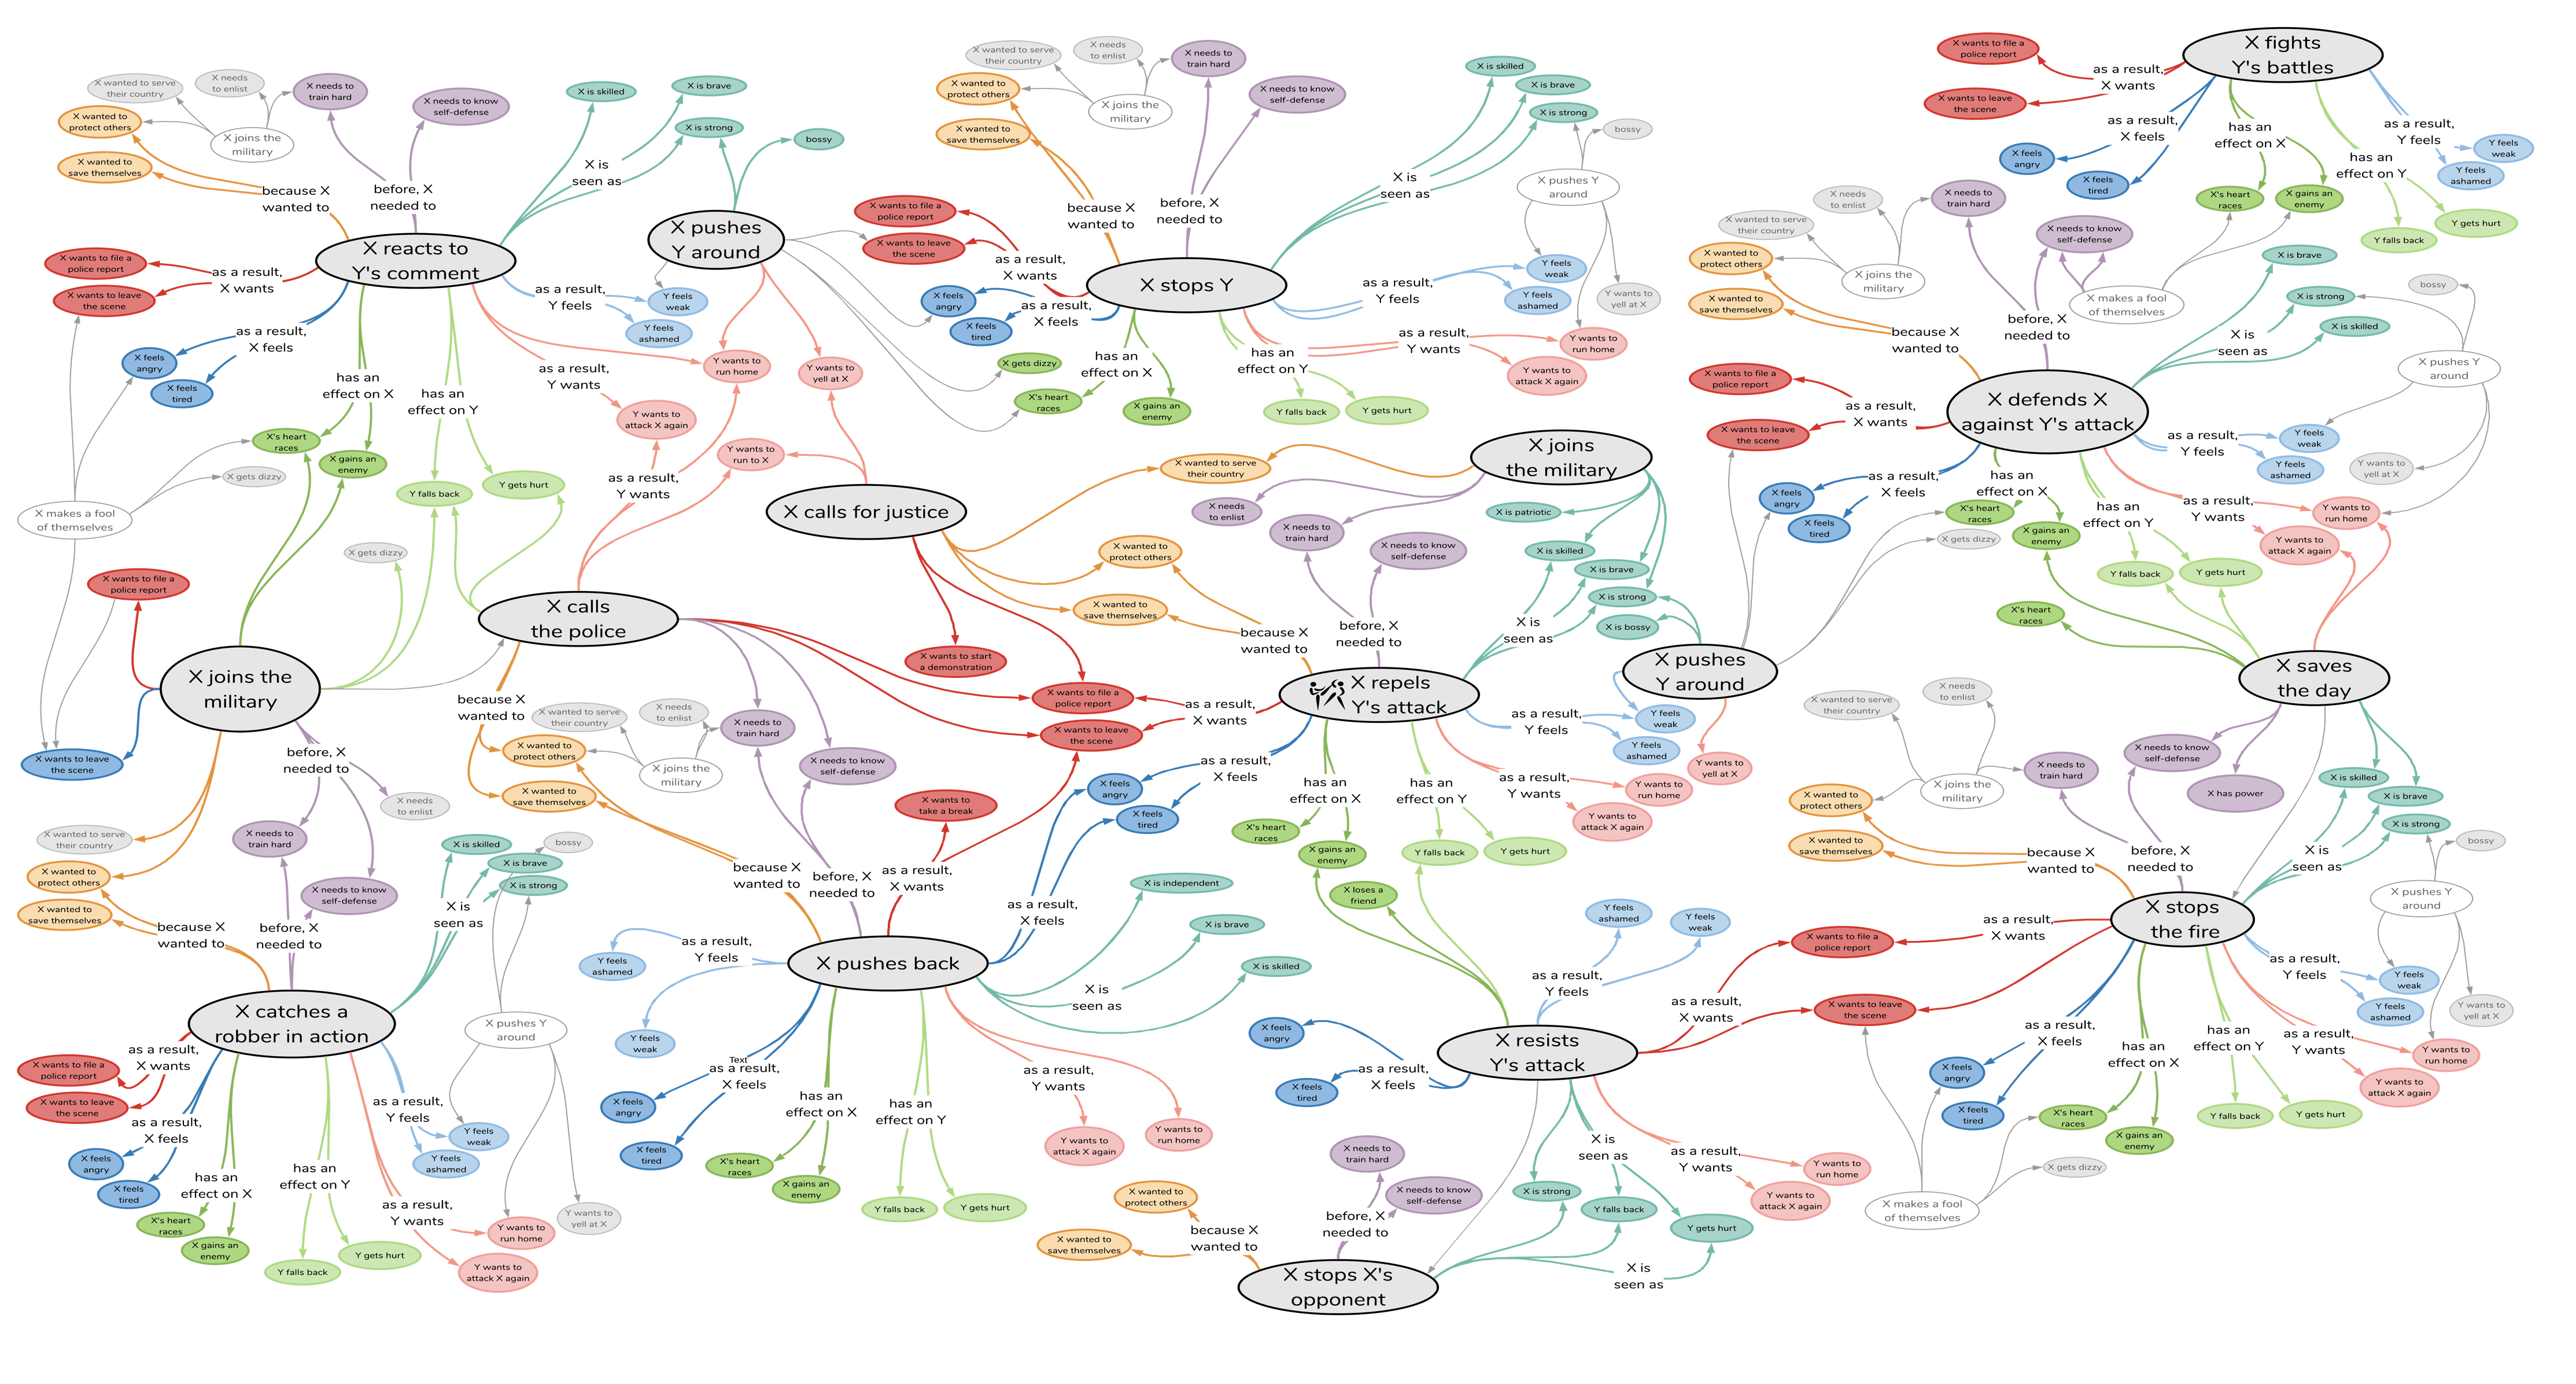 X wanted to serve
their country
X needs
to enlist
X needs to
train hard
X needs to know
self-defense
X wanted to
protect others
X joins the
military
X wanted to
save themselves
because X
wanted to
before, X
needed to
X is
seen as
X is skilled
X is brave
X is strong
bossy
X reacts to
Y's comment
X wants to file a
police report
X wants to leave
the scene
as a result,
X wants
as a result,
X feels
X feels
angry
X feels
tired
has an
effect on X
has an
effect on Y
X's heart
races
X gains an
enemy
X gets dizzy
Y falls back
Y gets hurt
X makes a fool
of themselves
as a result,
Y feels
Y feels
weak
Y feels
ashamed
as a result,
Y wants
Y wants to
attack X again
Y wants to
run home
X pushes
Y around
Y wants to
yell at X
Y wants to
run to X
as a result,
Y wants
X wanted to serve
their country
X needs
to enlist
X needs to
train hard
X needs to know
self-defense
X wanted to
protect others
X wanted to
save themselves
X joins the
military
because X
wanted to
before, X
needed to
X wants to file a
police report
X wants to leave
the scene
as a result,
X wants
X stops Y
X feels
angry
X feels
tired
as a result,
X feels
X gets dizzy
X's heart
races
has an
effect on X
X gains an
enemy
has an
effect on Y
Y falls back
Y gets hurt
X is
seen as
X is skilled
X is brave
X is strong
bossy
X pushes Y
around
as a result,
Y feels
Y feels
weak
Y feels
ashamed
Y wants to
yell at X
as a result,
Y wants
Y wants to
run home
Y wants to
attack X again
X fights
Y's battles
X wants to file a
police report
X wants to leave
the scene
as a result,
X wants
as a result,
X feels
X feels
angry
X feels
tired
has an
effect on X
X's heart
races
X gains an
enemy
has an
effect on Y
Y falls back
Y gets hurt
as a result,
Y feels
Y feels
weak
Y feels
ashamed
X wanted to serve
their country
X needs
to enlist
X needs to
train hard
X needs to know
self-defense
X wanted to
protect others
X wanted to
save themselves
X joins the
military
X makes a fool
of themselves
because X
wanted to
before, X
needed to
X is
seen as
X is brave
X is strong
X is skilled
bossy
X pushes Y
around
X defends X
against Y's attack
X wants to file a
police report
X wants to leave
the scene
as a result,
X wants
as a result,
X feels
X feels
angry
X feels
tired
has an
effect on X
X's heart
races
X gains an
enemy
X gets dizzy
has an
effect on Y
Y falls back
Y gets hurt
as a result,
Y feels
Y feels
weak
Y feels
ashamed
Y wants to
yell at X
as a result,
Y wants
Y wants to
run home
Y wants to
attack X again
X's heart
races
X saves
the day
X needs to know
self-defense
X has power
X is skilled
X is brave
X is strong
X calls for justice
X wanted to serve
their country
X wanted to
protect others
X wanted to
save themselves
X wants to start
a demonstration
X wants to file a
police report
X wants to leave
the scene
X joins
the military
X needs
to enlist
X needs to
train hard
X needs to know
self-defense
X is patriotic
X is skilled
X is brave
X is strong
X is bossy
X is
seen as
because X
wanted to
before, X
needed to
X repels
Y's attack
as a result,
X wants
as a result,
X feels
X feels
angry
X feels
tired
has an
effect on X
X's heart
races
X gains an
enemy
X loses a
friend
has an
effect on Y
Y falls back
Y gets hurt
as a result,
Y feels
Y feels
weak
Y feels
ashamed
as a result,
Y wants
Y wants to
run home
Y wants to
attack X again
X pushes
Y around
Y wants to
yell at X
X gets dizzy
X calls
the police
because X
wanted to
X wanted to
protect others
X wanted to
save themselves
X wanted to serve
their country
X needs
to enlist
X joins the
military
X needs to
train hard
X needs to know
self-defense
X wants to file a
police report
X joins the
military
X wants to leave
the scene
before, X
needed to
X needs
to enlist
X needs to
train hard
X needs to know
self-defense
X wanted to serve
their country
X wanted to
protect others
X wanted to
save themselves
because X
wanted to
before, X
needed to
X is
seen as
X is skilled
X is brave
X is strong
bossy
X catches a
robber in action
X pushes Y
around
X wants to file a
police report
X wants to leave
the scene
as a result,
X wants
as a result,
X feels
X feels
angry
X feels
tired
has an
effect on X
X's heart
races
X gains an
enemy
has an
effect on Y
Y falls back
Y gets hurt
as a result,
Y feels
Y feels
weak
Y feels
ashamed
as a result,
Y wants
Y wants to
run home
Y wants to
attack X again
Y wants to
yell at X
X wants to
take a break
because X
wanted to
before, X
needed to
as a result,
X wants
as a result,
X feels
X pushes back
as a result,
Y feels
Y feels
ashamed
Y feels
weak
Text
as a result,
X feels
X feels
angry
X feels
tired
has an
effect on X
X's heart
races
X gains an
enemy
has an
effect on Y
Y falls back
Y gets hurt
as a result,
Y wants
Y wants to
attack X again
Y wants to
run home
X is
seen as
X is independent
X is brave
X is skilled
Y feels
ashamed
Y feels
weak
as a result,
Y feels
X resists
Y's attack
X feels
angry
X feels
tired
as a result,
X feels
as a result,
X wants
X wants to file a
police report
X wants to leave
the scene
X is
seen as
X is strong
Y falls back
Y gets hurt
as a result,
Y wants
Y wants to
run home
Y wants to
attack X again
X needs to
train hard
X needs to know
self-defense
before, X
needed to
X wanted to
protect others
X wanted to
save themselves
because X
wanted to
X stops X's
opponent
X is
seen as
X wanted to serve
their country
X needs
to enlist
X joins the
military
X needs to
train hard
X wanted to
protect others
X wanted to
save themselves
because X
wanted to
before, X
needed to
X is
seen as
bossy
X pushes Y
around
X stops
the fire
as a result,
X wants
as a result,
X feels
X feels
angry
X feels
tired
has an
effect on X
X's heart
races
X gains an
enemy
X gets dizzy
X makes a fool
of themselves
has an
effect on Y
Y falls back
Y gets hurt
as a result,
Y feels
Y feels
weak
Y feels
ashamed
Y wants to
yell at X
as a result,
Y wants
Y wants to
run home
Y wants to
attack X again